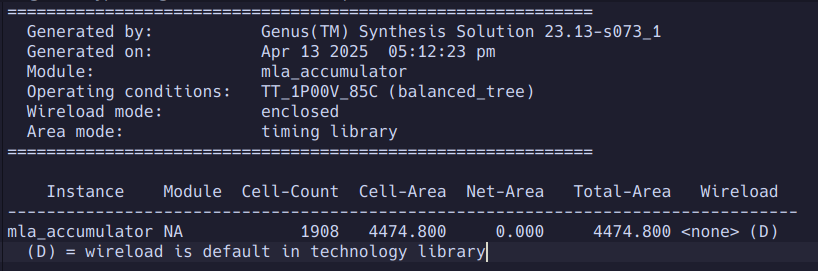 ============================================================
  Generated by:           Genus(TM) Synthesis Solution 23.13-s073_1
  Generated on:           Apr 13 2025  05:12:23 pm
  Module:                 mla_accumulator
  Operating conditions:   TT_1P00V_85C (balanced_tree)
  Wireload mode:          enclosed
  Area mode:              timing library
============================================================
    Instance    Module  Cell-Count  Cell-Area  Net-Area   Total-Area   Wireload
---------------------------------------------------------------------------------
mla_accumulator NA            1908   4474.800     0.000     4474.800 <none> (D)
  (D) = wireload is default in technology library